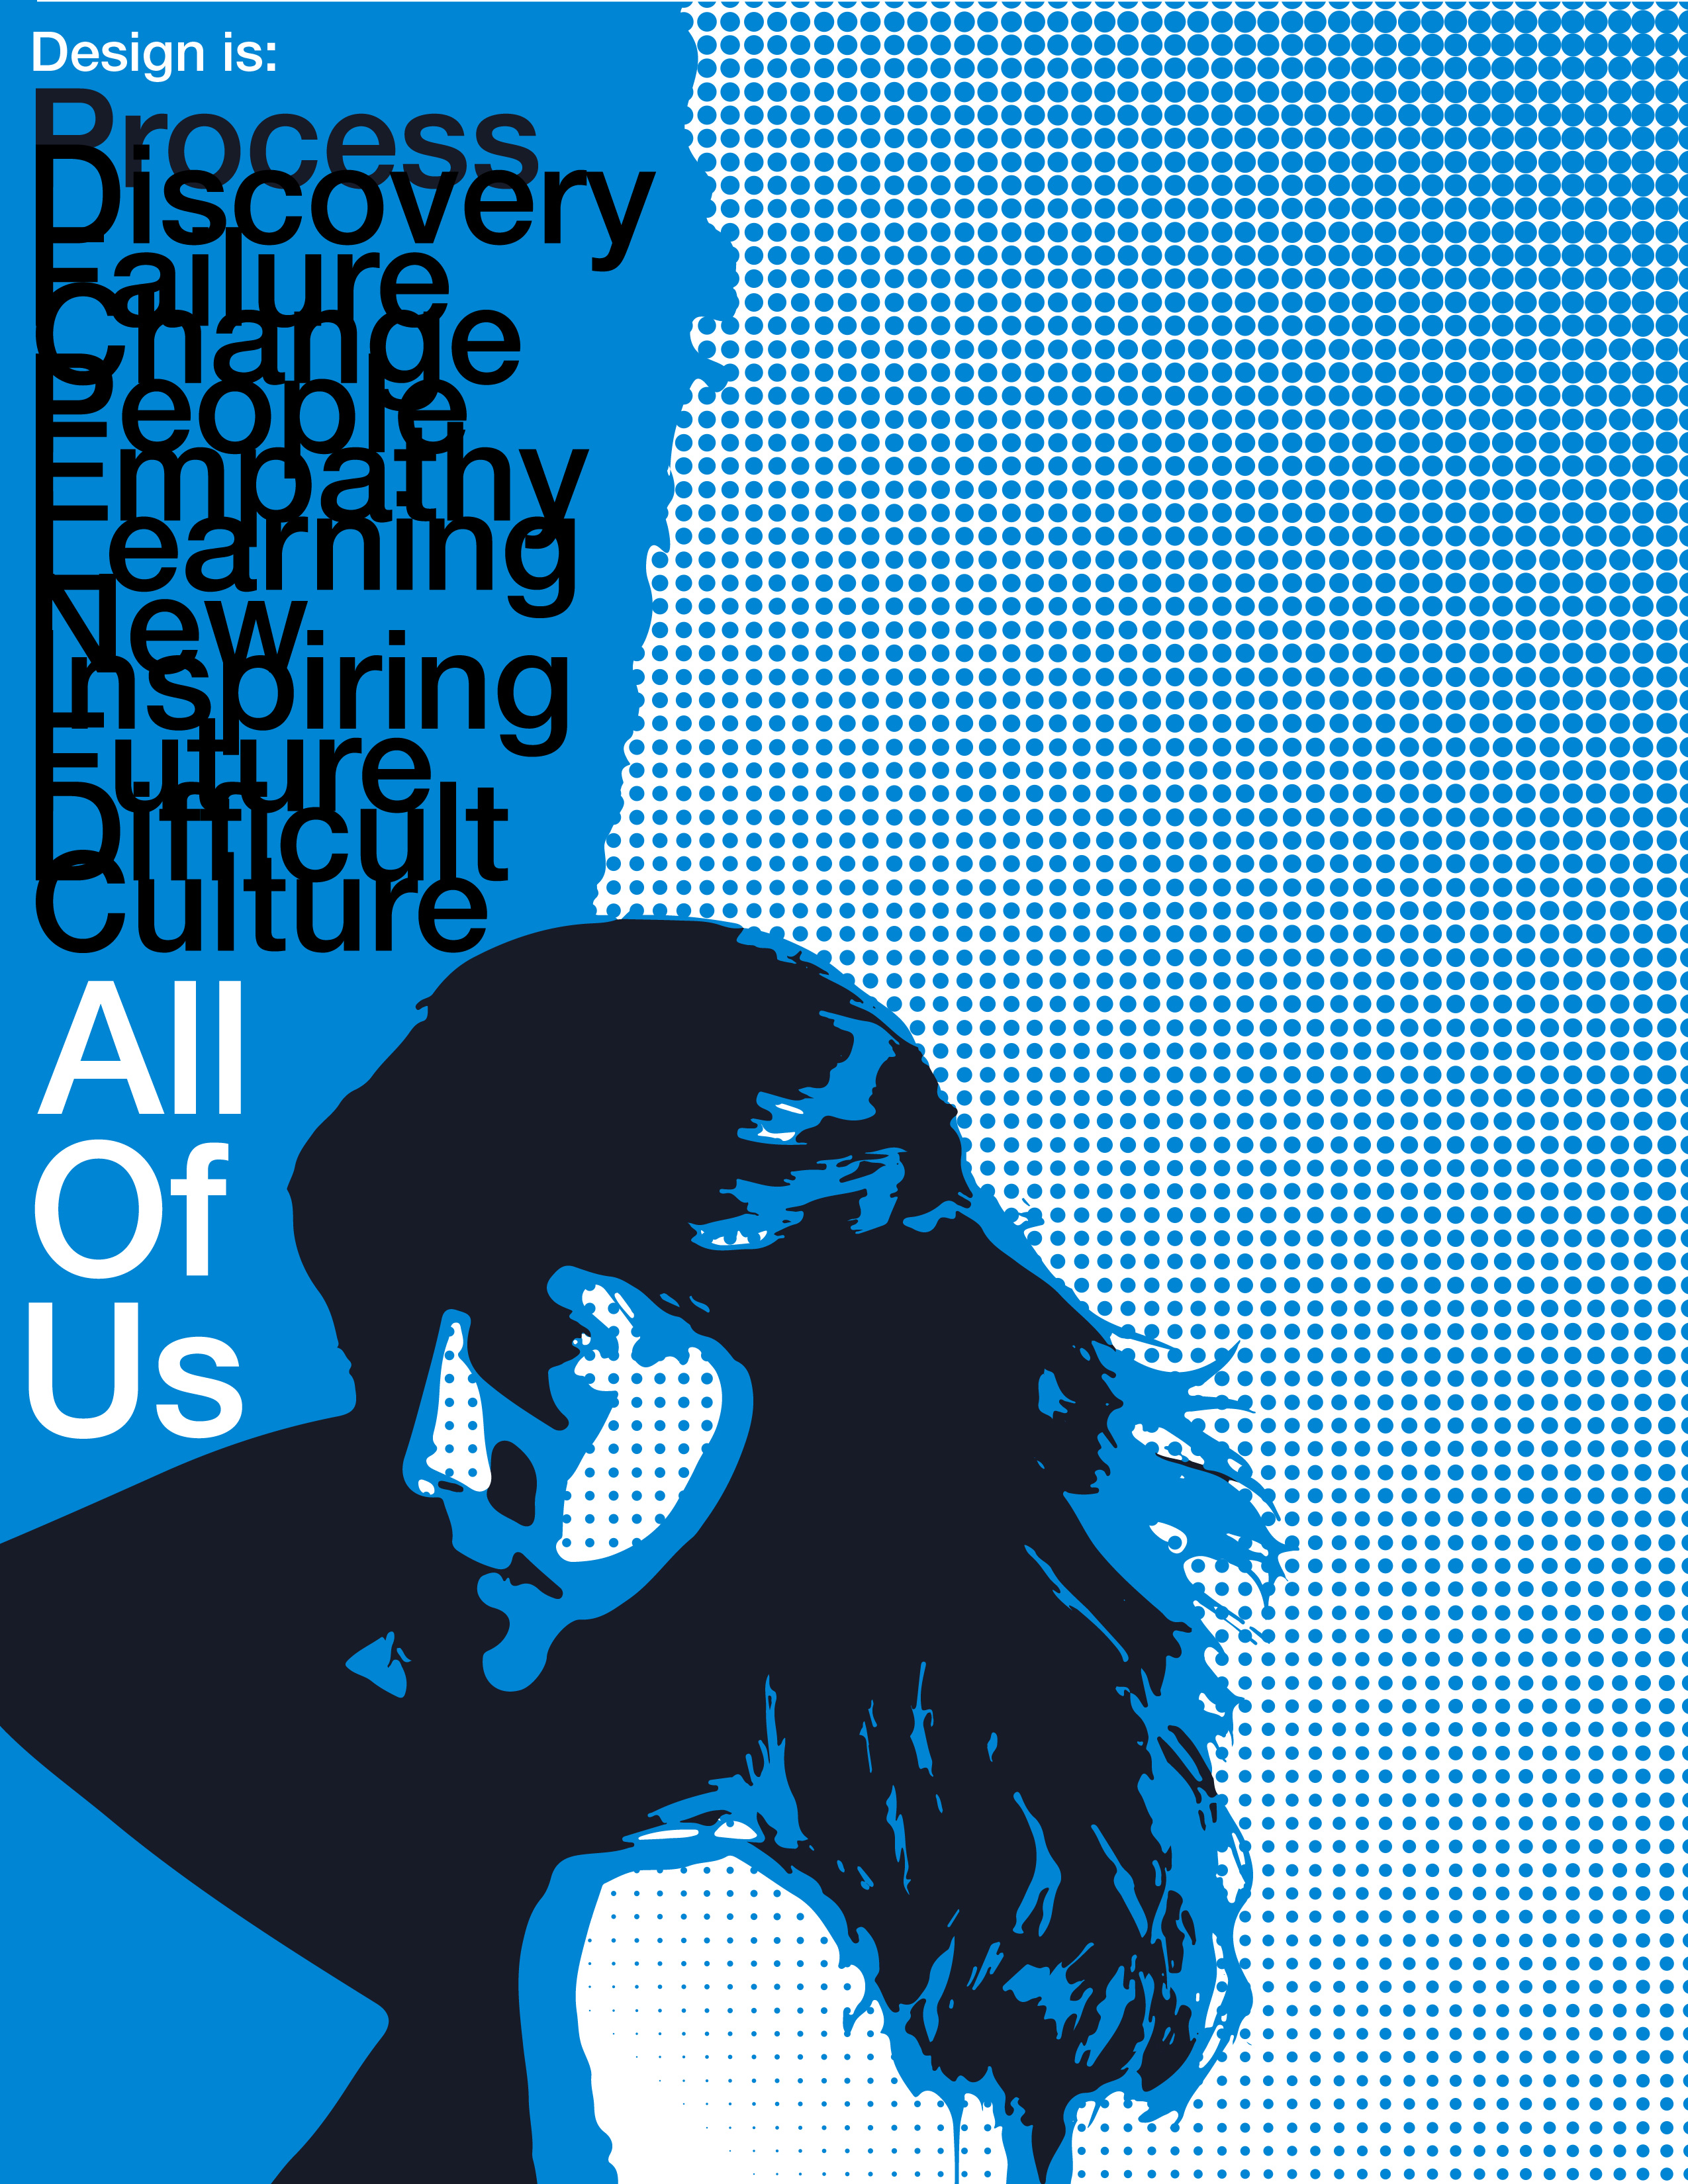 Design is:
Process
Discovery
Failure
Change
People
Empathy
Learning
New
Inspiring
Future
Difficult
Culture
All
Of
Us